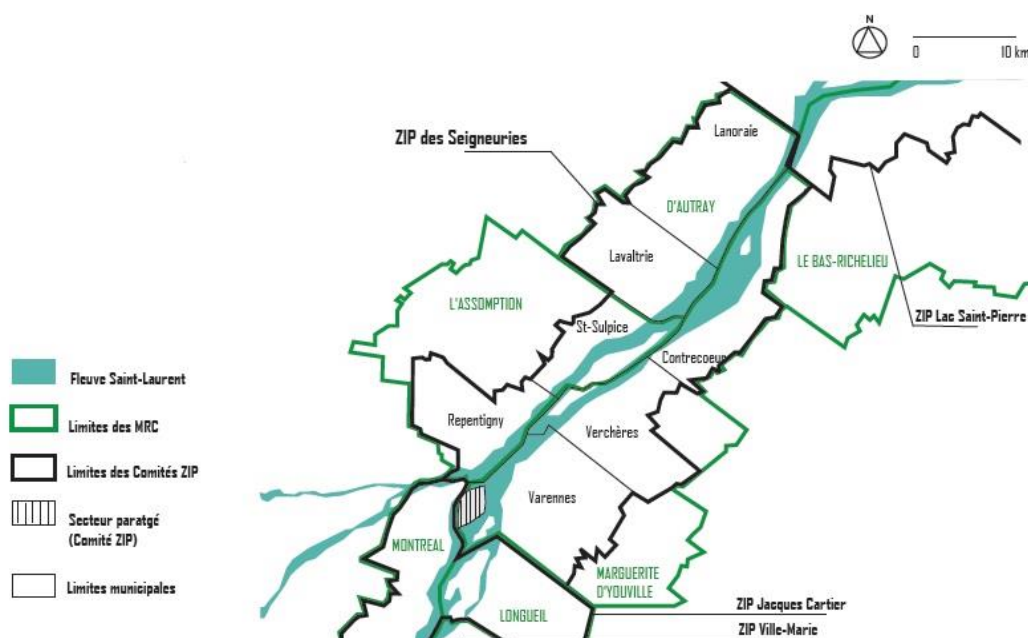 N
0 10 km
Lanoraie
ZIP des Seigneuries
D'AUTRAY
Lavaltrie
LE BAS-RICHELIEU
L'ASSOMPTION
ZIP Lac Saint-Pierre
St-Sulpice
Contrecoeur
Fleuve Saint-Laurent
Repentigny
Limites des MRC
Verchères
Limites des Comités ZIP
Varennes
Secteur paratgé
(Comité ZIP)
MONTREAL
MARGUERITE
D'YOUVILLE
Limites municipales
LONGUEIL
ZIP Jacques Cartier
ZIP Ville-Marie